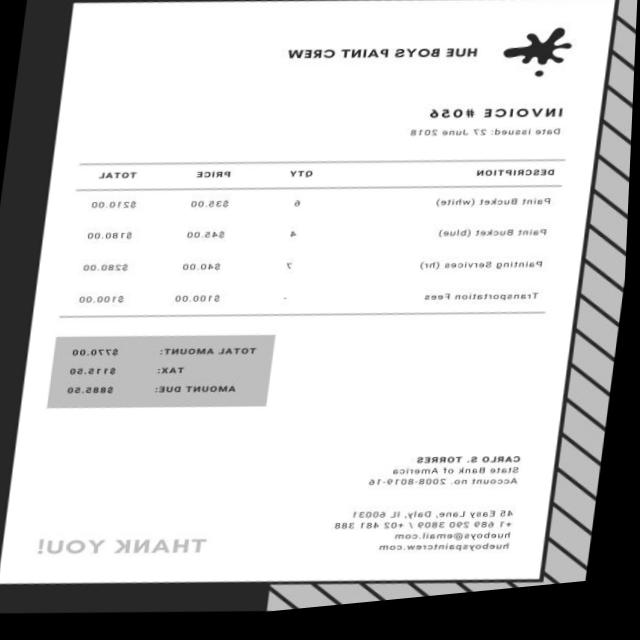 HUE BOYS PAINT CREW
INVOICE #056
Date issued: 27 June 2018
DESCRIPTION QTY PRICE TOTAL
Paint Bucket (white) 6 $35.00 $210.00
Paint Bucket (blue) 4 $45.00 $180.00
Painting Services (hr) 7 $40.00 $280.00
Transportation Fees - $100.00 $100.00
TOTAL AMOUNT: $770.00
TAX: $115.50
AMOUNT DUE: $885.50
CARLO S. TORRES
State Bank of America
Account no. 2008-8019-16
45 Easy Lane, Daly, IL 60031
+1 689 290 3809 / +02 481 388
hueboys@email.com
hueboyspaintcrew.com
THANK YOU!